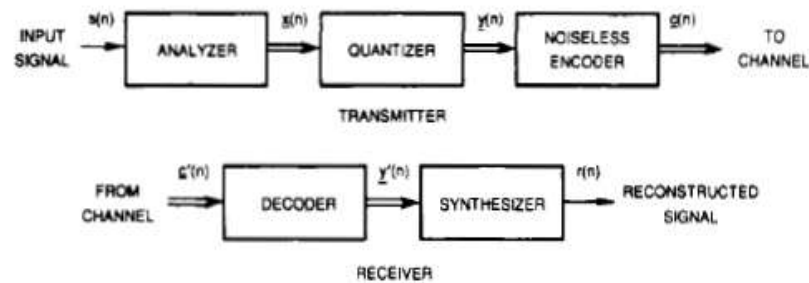 s(n) x(n) y(n) c(n)
INPUT SIGNAL ANALYZER QUANTIZER NOISELESS ENCODER TO CHANNEL
TRANSMITTER
c'(n) y'(n) r(n)
FROM CHANNEL DECODER SYNTHESIZER RECONSTRUCTED SIGNAL
RECEIVER